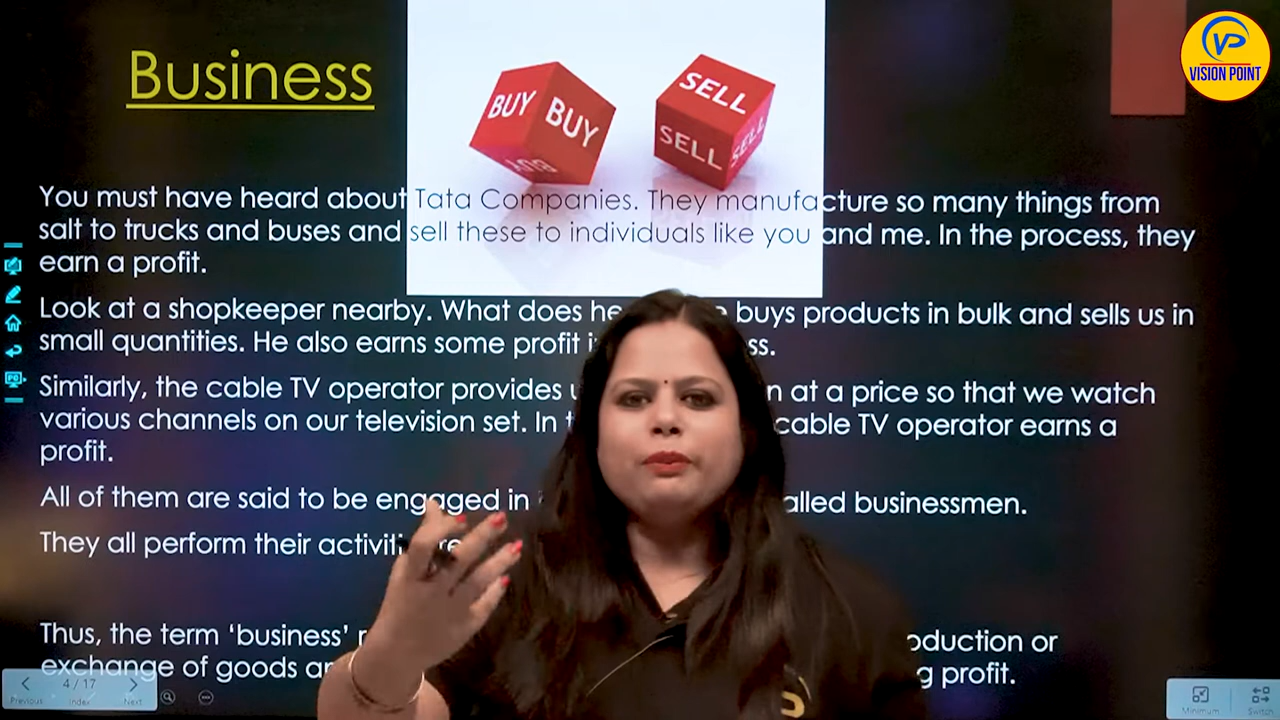 Business
BUY
BUY
BUY
SELL
SELL
SELL
VP
VISION POINT
You must have heard about Tata Companies. They manufacture so many things from
salt to trucks and buses and sell these to individuals like you and me. In the process, they
earn a profit.
Look at a shopkeeper nearby. What does he buys products in bulk and sells us in
small quantities. He also earns some profit
Similarly, the cable TV operator provides at a price so that we watch
various channels on our television set. In cable TV operator earns a
profit.
All of them are said to be engaged in businessmen.
They all perform their
Thus, the term ‘business’ or
exchange of goods profit.
4 / 17
Previous
Index
Next
Minimum
Switch